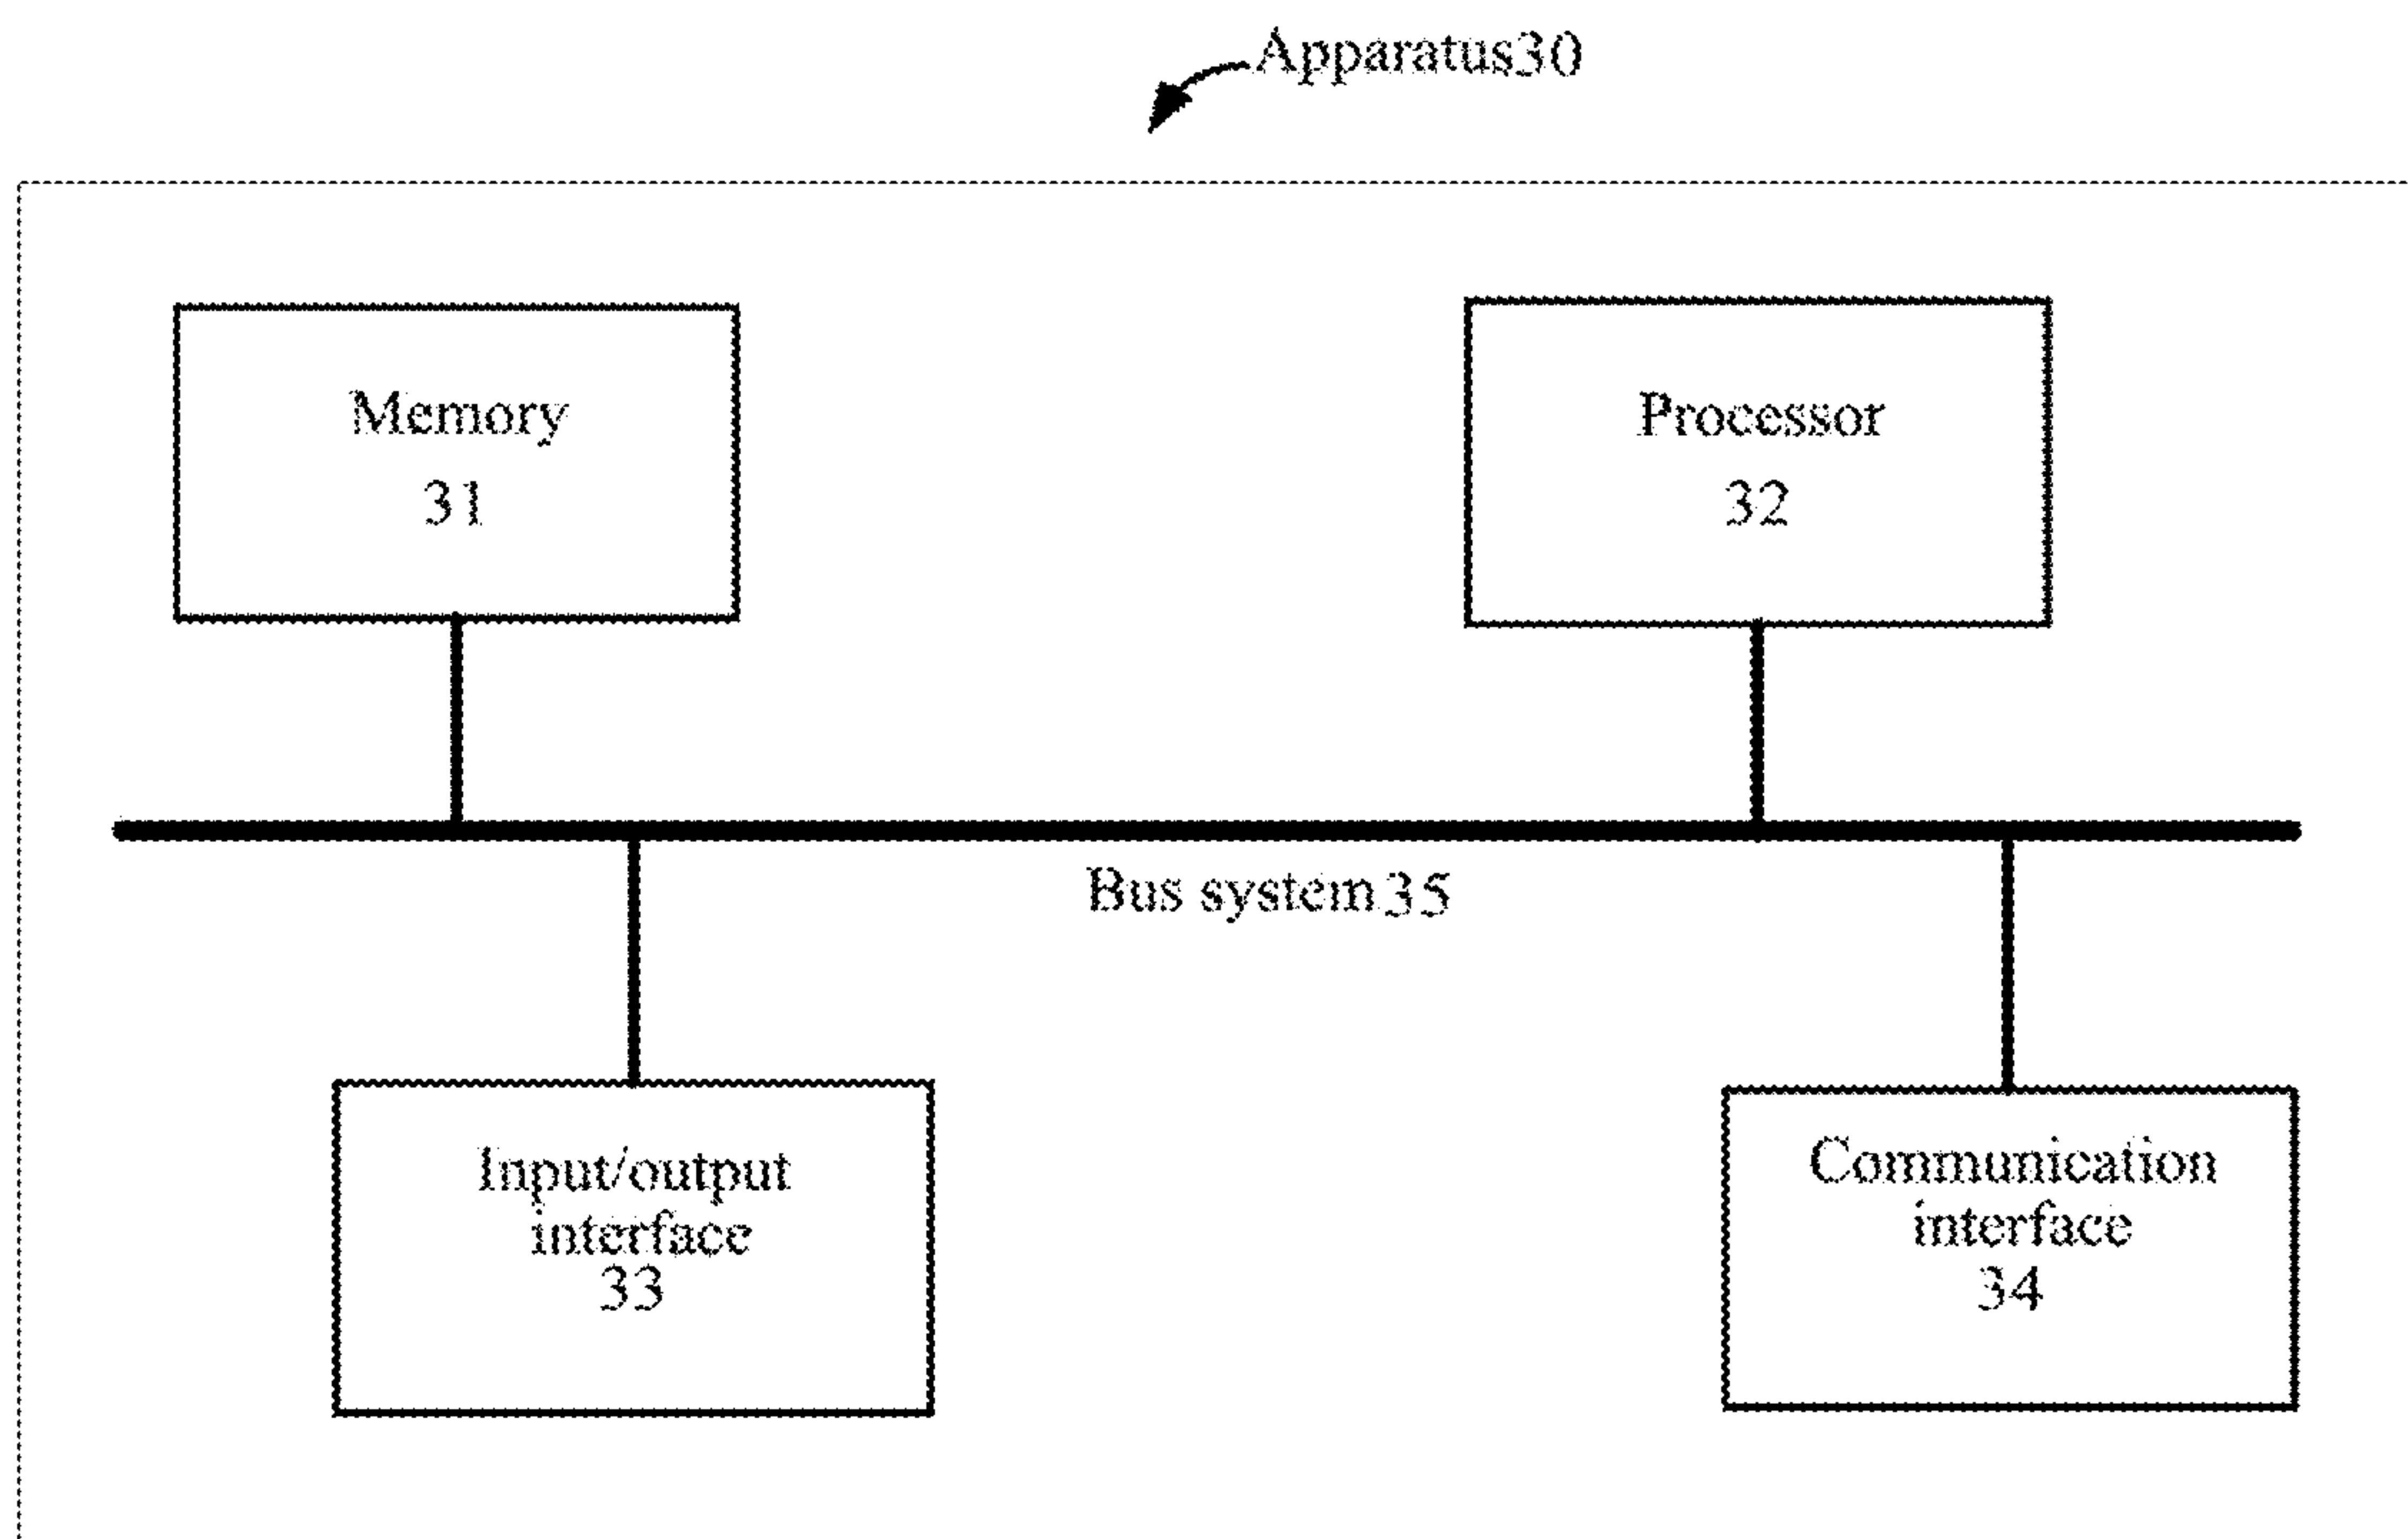 Apparatus30
Memory
31
Processor
32
Bus system35
Input/output
interface
33
Communication
interface
34